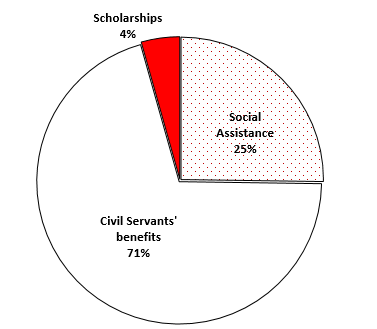 Scholarships
4%
Social
Assistance
25%
Civil Servants'
benefits
71%